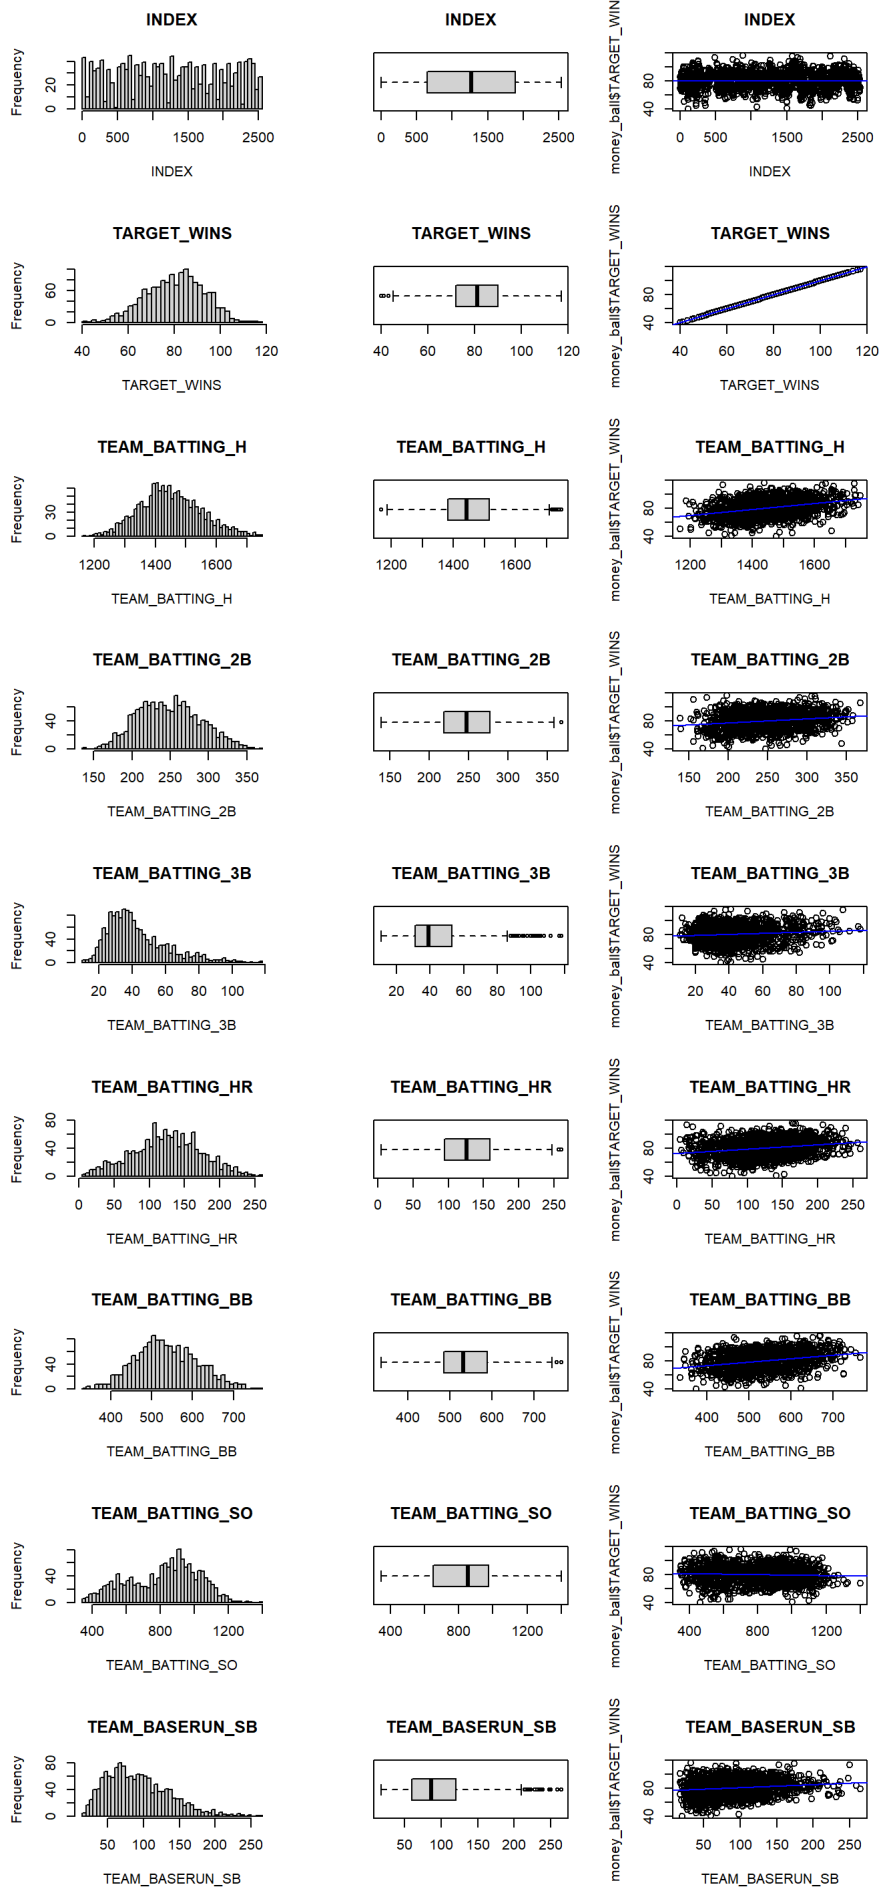 INDEX
Frequency
0 20
0 500 1500 2500
INDEX
INDEX
0 500 1500 2500
INDEX
money_ball$TARGET_WINS
40 80
0 500 1500 2500
INDEX
TARGET_WINS
Frequency
0 60
40 60 80 100 120
TARGET_WINS
TARGET_WINS
40 60 80 100 120
TARGET_WINS
money_ball$TARGET_WINS
40 80
40 60 80 100 120
TARGET_WINS
TEAM_BATTING_H
Frequency
0 30
1200 1400 1600
TEAM_BATTING_H
TEAM_BATTING_H
1200 1400 1600
TEAM_BATTING_H
money_ball$TARGET_WINS
40 80
1200 1400 1600
TEAM_BATTING_H
TEAM_BATTING_2B
Frequency
0 40
150 200 250 300 350
TEAM_BATTING_2B
TEAM_BATTING_2B
150 200 250 300 350
TEAM_BATTING_2B
money_ball$TARGET_WINS
40 80
150 200 250 300 350
TEAM_BATTING_2B
TEAM_BATTING_3B
Frequency
0 40
20 40 60 80 100
TEAM_BATTING_3B
TEAM_BATTING_3B
20 40 60 80 100
TEAM_BATTING_3B
money_ball$TARGET_WINS
40 80
20 40 60 80 100
TEAM_BATTING_3B
TEAM_BATTING_HR
Frequency
0 40 80
0 50 100 150 200 250
TEAM_BATTING_HR
TEAM_BATTING_HR
0 50 100 150 200 250
TEAM_BATTING_HR
money_ball$TARGET_WINS
40 80
0 50 100 150 200 250
TEAM_BATTING_HR
TEAM_BATTING_BB
Frequency
0 40
400 500 600 700
TEAM_BATTING_BB
TEAM_BATTING_BB
400 500 600 700
TEAM_BATTING_BB
money_ball$TARGET_WINS
40 80
400 500 600 700
TEAM_BATTING_BB
TEAM_BATTING_SO
Frequency
0 40
400 800 1200
TEAM_BATTING_SO
TEAM_BATTING_SO
400 800 1200
TEAM_BATTING_SO
money_ball$TARGET_WINS
40 80
400 800 1200
TEAM_BATTING_SO
TEAM_BASERUN_SB
Frequency
0 40 80
50 100 150 200 250
TEAM_BASERUN_SB
TEAM_BASERUN_SB
50 100 150 200 250
TEAM_BASERUN_SB
money_ball$TARGET_WINS
40 80
50 100 150 200 250
TEAM_BASERUN_SB